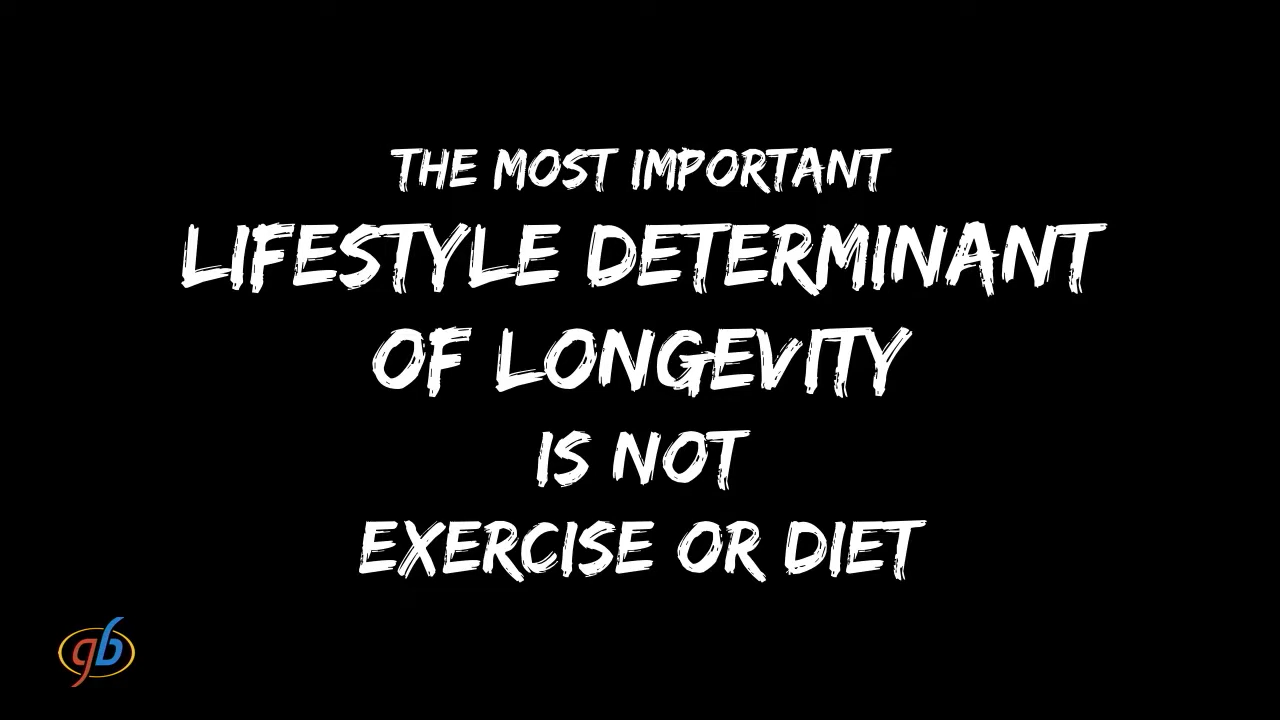 THE MOST IMPORTANT
LIFESTYLE DETERMINANT
OF LONGEVITY
IS NOT
EXERCISE OR DIET
gb